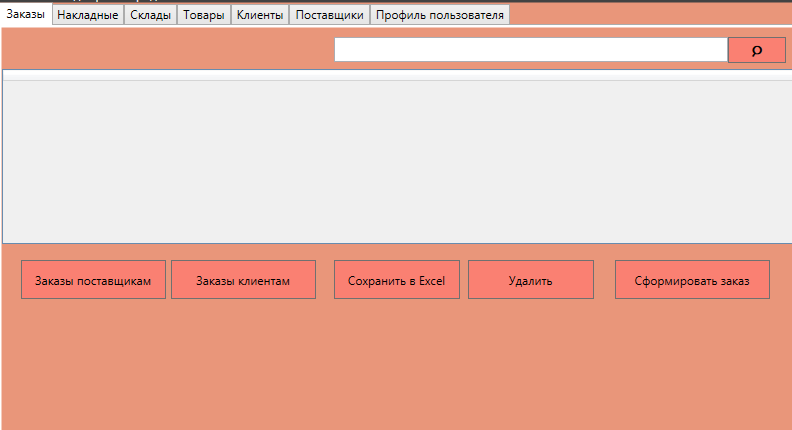 Заказы Накладные Склады Товары Клиенты Поставщики Профиль пользователя
Заказы поставщикам Заказы клиентам Сохранить в Excel Удалить Сформировать заказ